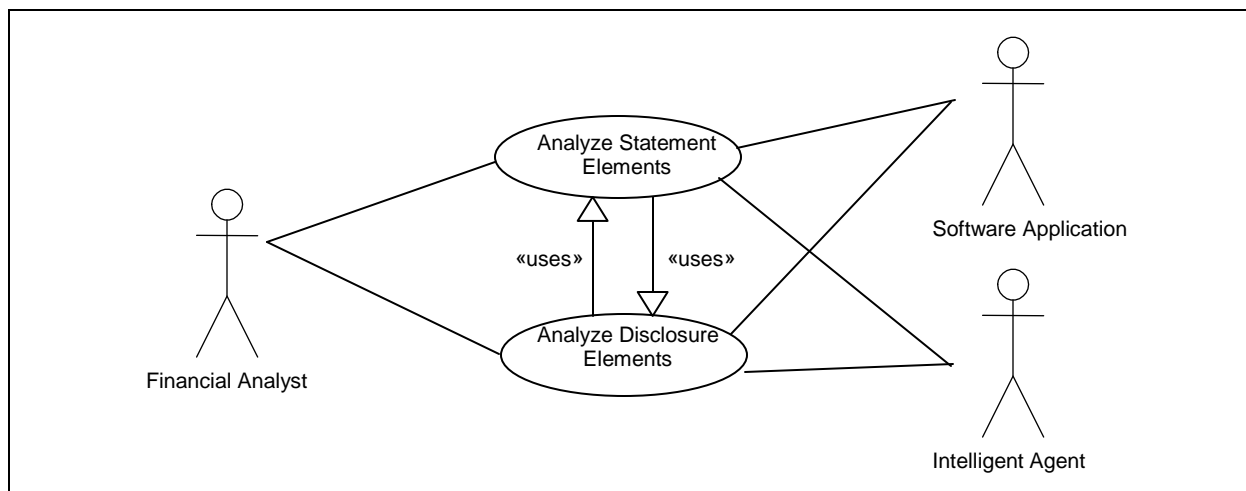 Analyze Statement
Elements
Software Application
«uses» «uses»
Analyze Disclosure
Elements
Financial Analyst
Intelligent Agent